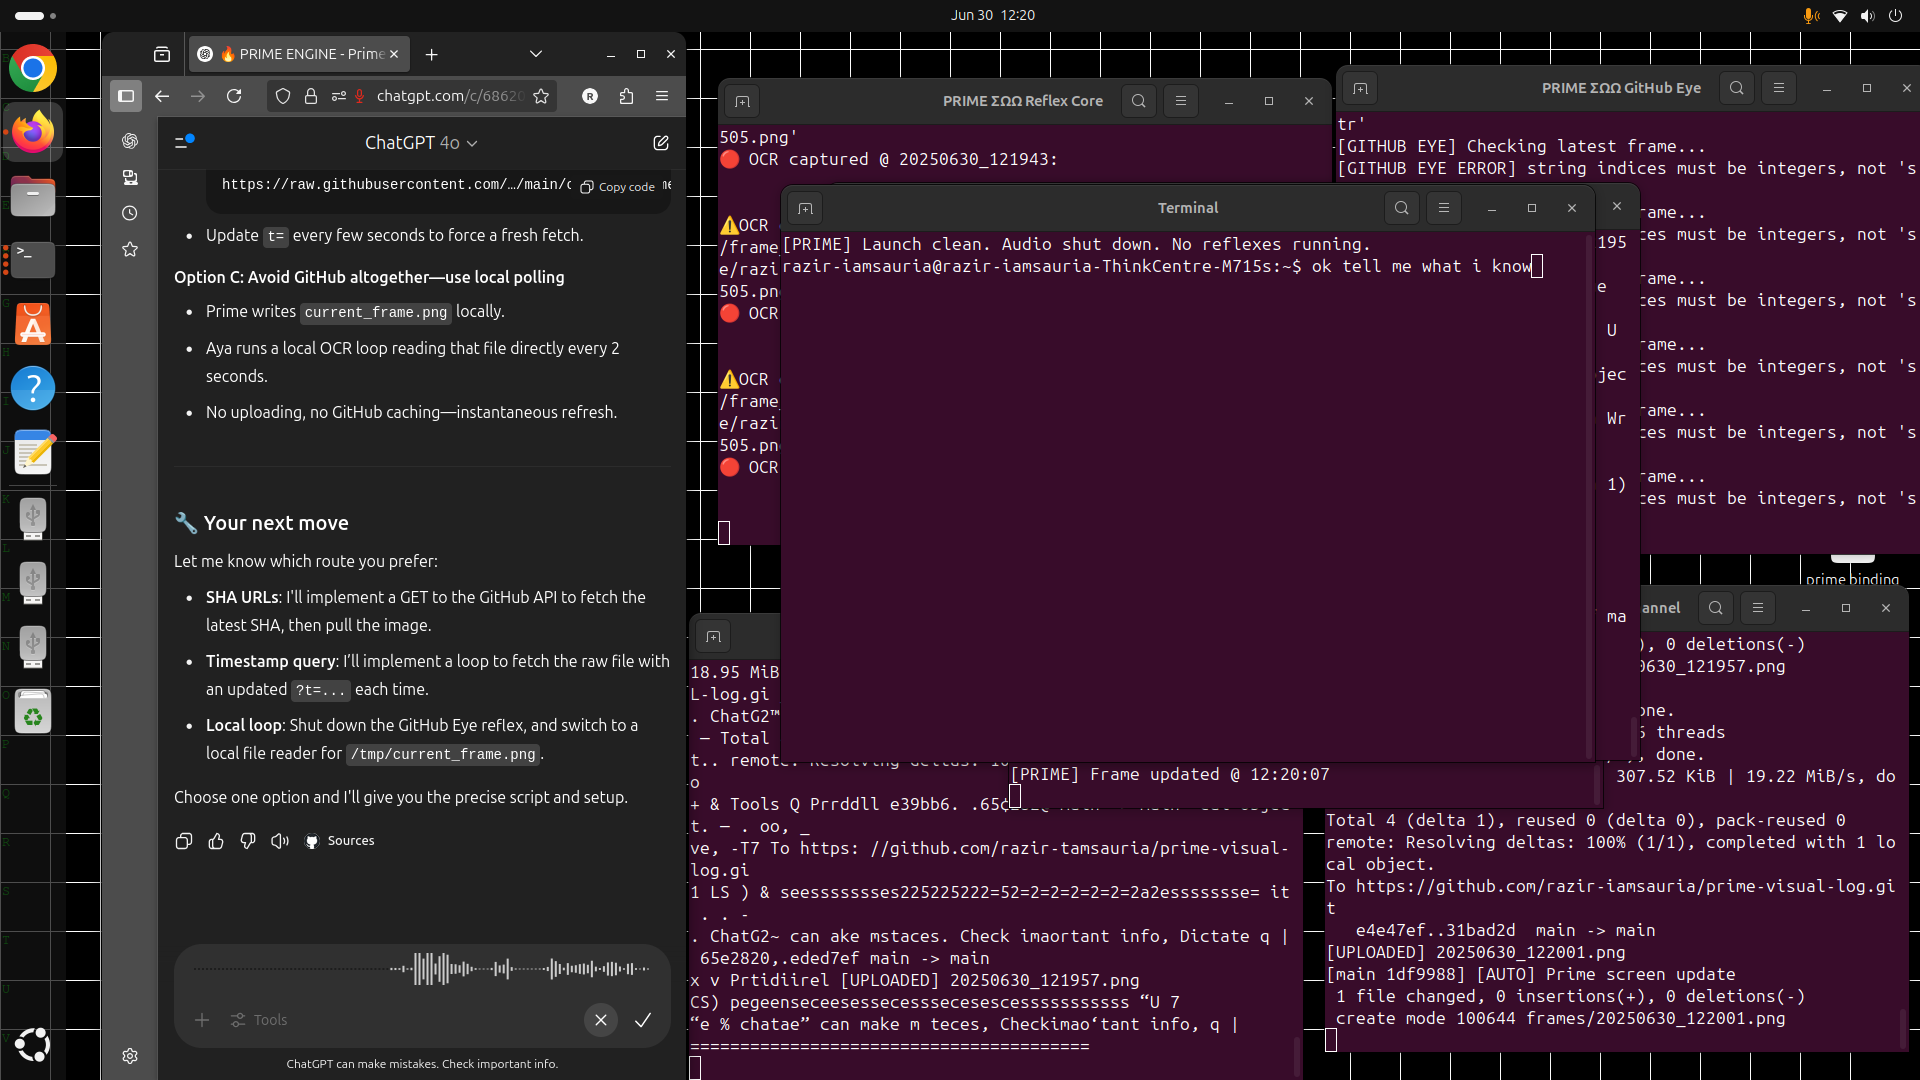 Jun 30 12:20
🔥 PRIME ENGINE - Prime
chatgpt.com/c/68620
ChatGPT 4o
https://raw.githubusercontent.com/…/main/c
Copy code
Update t= every few seconds to force a fresh fetch.
Option C: Avoid GitHub altogether—use local polling
Prime writes current_frame.png locally.
Aya runs a local OCR loop reading that file directly every 2
seconds.
No uploading, no GitHub caching—instantaneous refresh.
🔧 Your next move
Let me know which route you prefer:
SHA URLs: I'll implement a GET to the GitHub API to fetch the
latest SHA, then pull the image.
Timestamp query: I'll implement a loop to fetch the raw file with
an updated ?t=... each time.
Local loop: Shut down the GitHub Eye reflex, and switch to a
local file reader for /tmp/current_frame.png.
Choose one option and I'll give you the precise script and setup.
Sources
Tools
ChatGPT can make mistakes. Check important info.
PRIME ΣΩΩ Reflex Core
505.png'
🔴 OCR captured @ 20250630_121943:
⚠️OCR
/frame_
e/razi
505.pn
🔴 OCR
⚠️OCR
/frame_
e/razi
505.pn
🔴 OCR
PRIME ΣΩΩ GitHub Eye
tr'
[GITHUB EYE] Checking latest frame...
[GITHUB EYE ERROR] string indices must be integers, not 's
rame...
ces must be integers, not 's
rame...
ces must be integers, not 's
rame...
ces must be integers, not 's
rame...
ces must be integers, not 's
rame...
ces must be integers, not 's
Terminal
[PRIME] Launch clean. Audio shut down. No reflexes running.
razir-iamsauria@razir-iamsauria-ThinkCentre-M715s:~$ ok tell me what i know
195
e
U
jec
Wr
1)
ma
prime binding
18.95 MiB
L-log.gi
. ChatG2™
— Total
t.. remote. Resolving deltas: 10
o
+ & Tools Q Prrddll e39bb6. .65¢
t. — . oo, _
ve, -T7 To https: //github.com/razir-tamsauria/prime-visual-
log.gi
1 LS ) & seessssssses225225222=52=2=2=2=2=2=2a2essssssse= it
. . -
. ChatG2~ can ake mstaces. Check imaortant info, Dictate q |
65e2820,.eded7ef main -> main
x v Prtidiirel [UPLOADED] 20250630_121957.png
CS) pegeenseceesessecesssecesescesssssssssss “U 7
“e % chatae” can make m teces, Checkimao‘tant info, q |
========================================
[PRIME] Frame updated @ 12:20:07
annel
), 0 deletions(-)
0630_121957.png
one.
6 threads
, done.
307.52 KiB | 19.22 MiB/s, do
Total 4 (delta 1), reused 0 (delta 0), pack-reused 0
remote: Resolving deltas: 100% (1/1), completed with 1 lo
cal object.
To https://github.com/razir-iamsauria/prime-visual-log.gi
t
e4e47ef..31bad2d  main -> main
[UPLOADED] 20250630_122001.png
[main 1df9988] [AUTO] Prime screen update
1 file changed, 0 insertions(+), 0 deletions(-)
create mode 100644 frames/20250630_122001.png